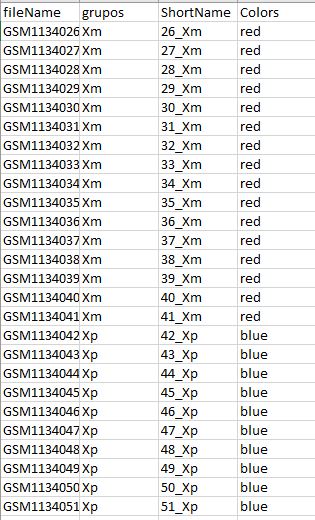 fileName grupos ShortName Colors
GSM1134026 Xm 26_Xm red
GSM1134027 Xm 27_Xm red
GSM1134028 Xm 28_Xm red
GSM1134029 Xm 29_Xm red
GSM1134030 Xm 30_Xm red
GSM1134031 Xm 31_Xm red
GSM1134032 Xm 32_Xm red
GSM1134033 Xm 33_Xm red
GSM1134034 Xm 34_Xm red
GSM1134035 Xm 35_Xm red
GSM1134036 Xm 36_Xm red
GSM1134037 Xm 37_Xm red
GSM1134038 Xm 38_Xm red
GSM1134039 Xm 39_Xm red
GSM1134040 Xm 40_Xm red
GSM1134041 Xm 41_Xm red
GSM1134042 Xp 42_Xp blue
GSM1134043 Xp 43_Xp blue
GSM1134044 Xp 44_Xp blue
GSM1134045 Xp 45_Xp blue
GSM1134046 Xp 46_Xp blue
GSM1134047 Xp 47_Xp blue
GSM1134048 Xp 48_Xp blue
GSM1134049 Xp 49_Xp blue
GSM1134050 Xp 50_Xp blue
GSM1134051 Xp 51_Xp blue